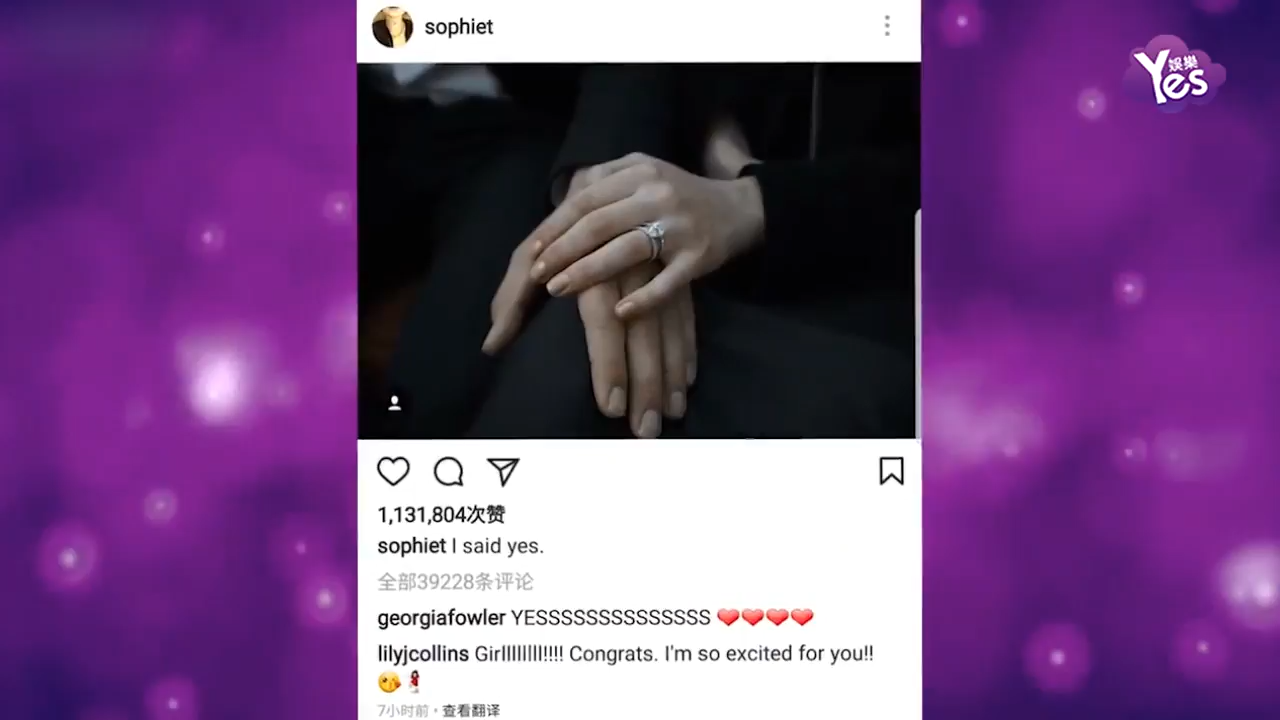 sophiet
Yes 娛樂
1,131,804次赞
sophiet I said yes.
全部39228条评论
georgiafowler YESSSSSSSSSSSSSS ❤❤❤❤
lilyjcollins Girlllllllll!!!! Congrats. I'm so excited for you!!
😘💃
7小时前 • 查看翻译